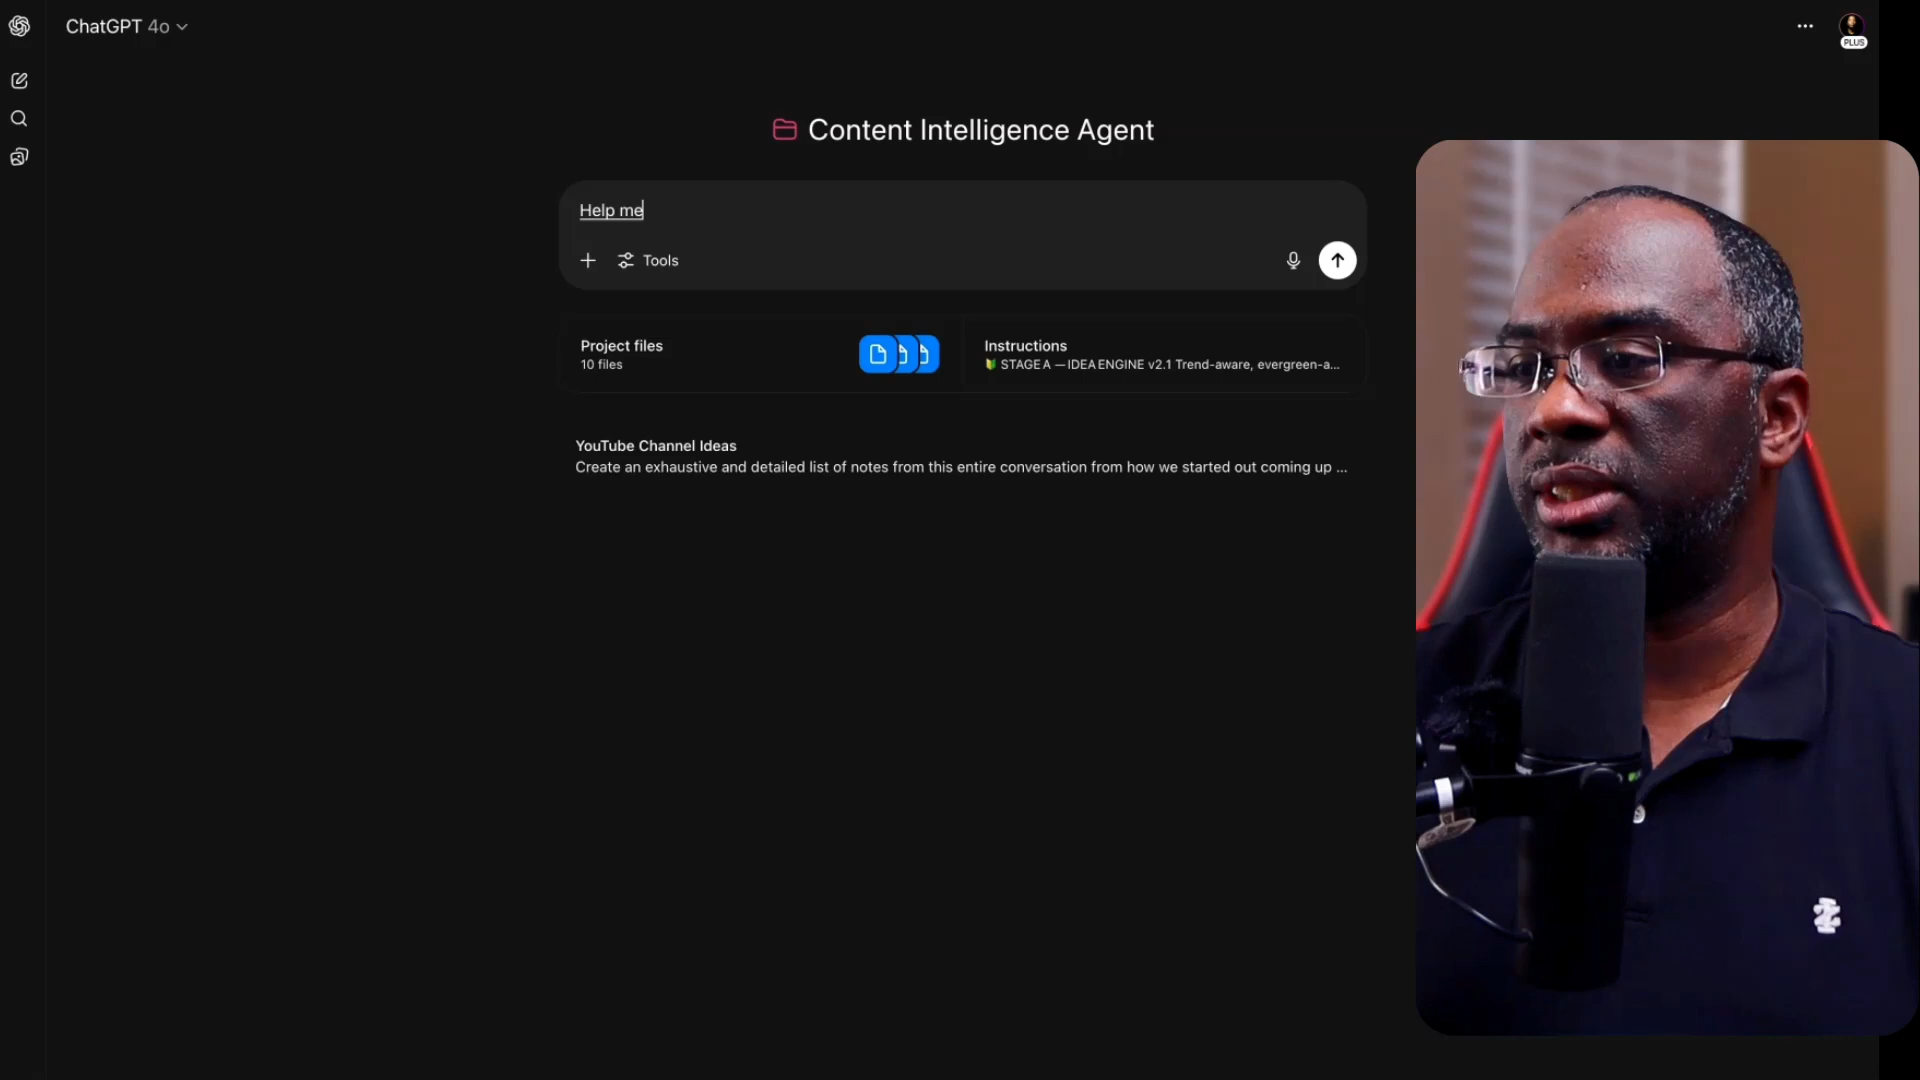 ChatGPT 4o
PLUS
Content Intelligence Agent
Help me
Tools
Project files
10 files
Instructions
🔰 STAGE A — IDEA ENGINE v2.1 Trend-aware, evergreen-a...
YouTube Channel Ideas
Create an exhaustive and detailed list of notes from this entire conversation from how we started out coming up ...